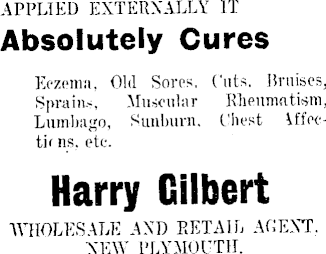 APPLIED EXTERNALLY IT
Absolutely Cures
Eczema, Old Sores, Cuts, Bruises,
Sprains, Muscular Rheumatism,
Lumbago, Sunburn, Chest Affec-
tions, etc.
Harry Gilbert
WHOLESALE AND RETAIL AGENT,
NEW PLYMOUTH.